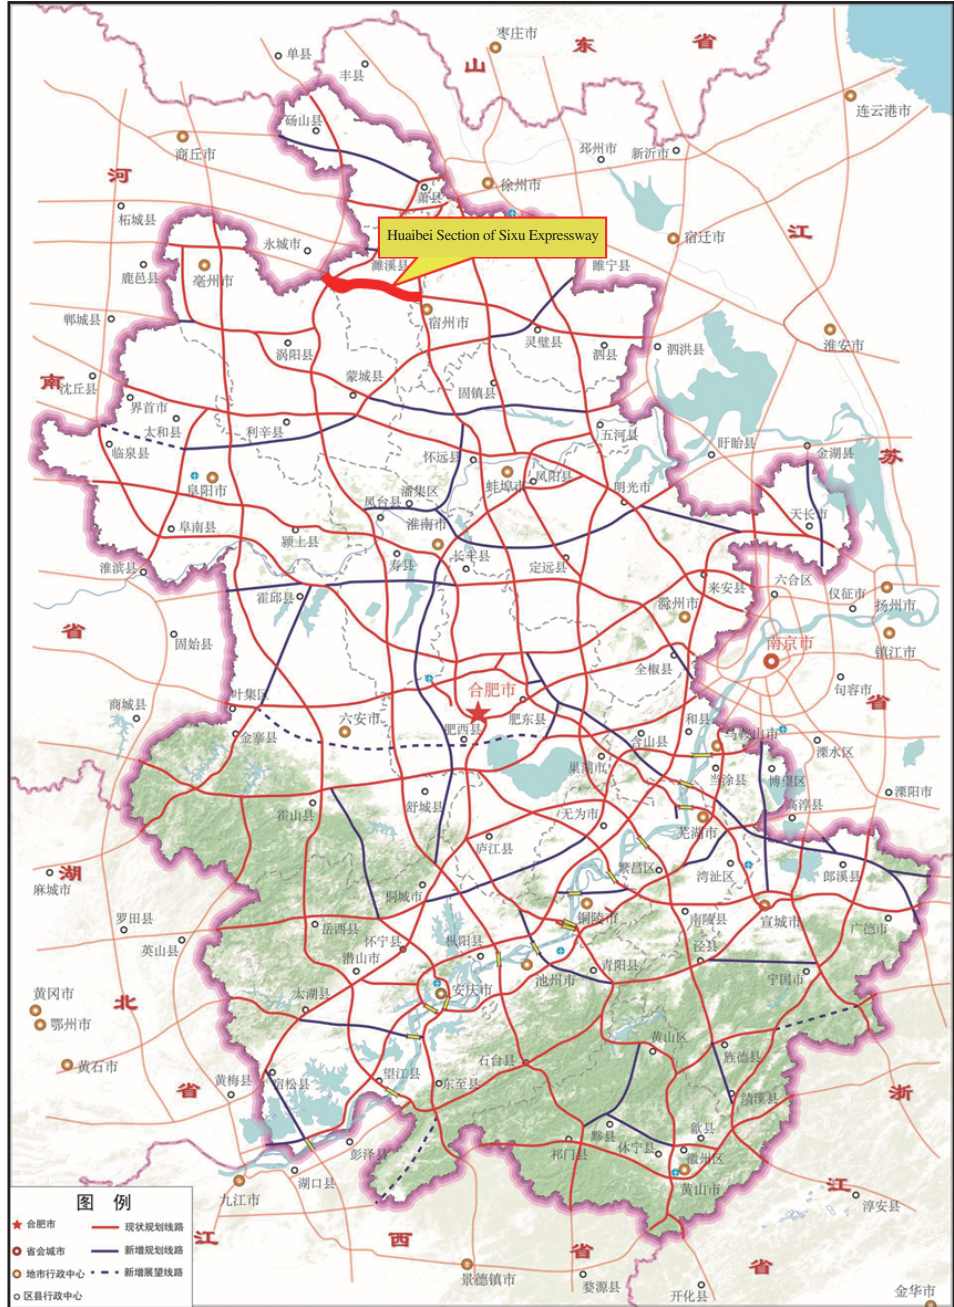 枣庄市
山 东 省
单县
丰县
连云港市
砀山县
商丘市
邳州市
新沂市
河
徐州市
萧县
柘城县
江
宿迁市
永城市
Huaibei Section of Sixu Expressway
濉溪县
睢宁县
鹿邑县
亳州市
郸城县
宿州市
淮安市
灵璧县
泗县
泗洪县
涡阳县
蒙城县
南
沈丘县
固镇县
界首市
太和县
利辛县
五河县
盱眙县
金湖县
苏
临泉县
怀远县
蚌埠市
凤阳县
阜阳市
潘集区
明光市
凤台县
天长市
淮南市
阜南县
颍上县
寿县
长丰县
定远县
淮滨县
来安县
六合区
仪征市
扬州市
霍邱县
滁州市
省
固始县
南京市
镇江市
全椒县
句容市
叶集区
合肥市
省
商城县
六安市
肥东县
和县
金寨县
肥西县
含山县
马鞍山市
溧水区
巢湖市
当涂县
博望区
溧阳市
舒城县
高淳县
霍山县
无为市
芜湖市
庐江县
湖
麻城市
繁昌区
湾沚区
郎溪县
桐城市
铜陵市
南陵县
宣城市
广德市
罗田县
岳西县
怀宁县
枞阳县
泾县
英山县
潜山市
青阳县
宁国市
池州市
黄冈市
太湖县
安庆市
北
鄂州市
黄山区
旌德县
石台县
黄石市
望江县
东至县
省
黄梅县
宿松县
绩溪县
浙
歙县
黟县
休宁县
彭泽县
祁门县
徽州区
九江市
湖口县
黄山市
江
淳安县
江 西 省
省
景德镇市
婺源县
开化县
金华市
图 例
合肥市 现状规划线路
省会城市 新增规划线路
地市行政中心 新增展望线路
区县行政中心